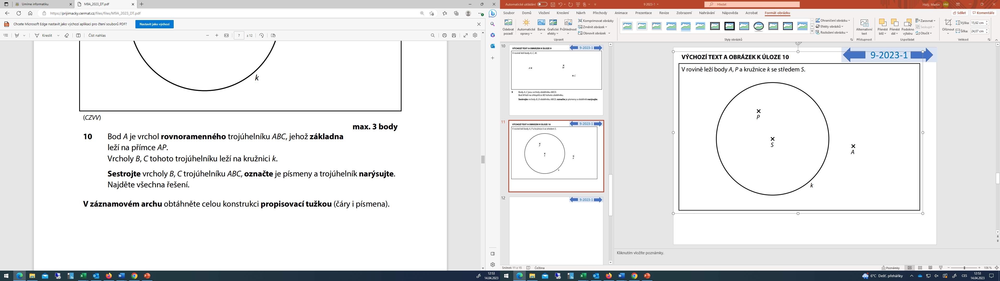 Umíme informatiku
M9A_2023_DT.pdf
https://prijimacky.cermat.cz/files/files/M9A_2023_DT.pdf
Chcete Microsoft Edge nastavit jako výchozí aplikaci pro čtení souborů PDF?
Nastavit jako výchozí
Kreslit
Číst nahlas
7
z 12
k
(CZVV)
max. 3 body
10 Bod A je vrchol rovnoramenného trojúhelníku ABC, jehož základna
leží na přímce AP.
Vrcholy B, C tohoto trojúhelníku leží na kružnici k.
Sestrojte vrcholy B, C trojúhelníku ABC, označte je písmeny a trojúhelník narýsujte.
Najděte všechna řešení.
V záznamovém archu obtáhněte celou konstrukci propisovací tužkou (čáry i písmena).
12:53
14.04.2023
Automatické ukládání
9 2023-1
Hledat
Holý, Martin
HM
Soubor Domů Vložení Kreslení Návrh Přechody Animace Prezentace Revize Zobrazení Nahrávání Nápověda Acrobat Formát obrázku
Sdílet
Komentáře
Odebrat pozadí
Automatické opravy
Barva
Grafické efekty
Průhlednost
Komprimovat obrázky
Změnit obrázek
Obnovit obrázek
Upravit
Styly obrázků
Ohraničení obrázku
Efekty obrázků
Rozložení obrázku
Alternativní text
Přístupnost
Přenést blíž
Přenést dál
Podokno výběru
Zarovnat
Seskupit
Otočit
Uspořádat
Oříznout
Výška: 15,62 cm
Šířka: 24,07 cm
Velikost
10
VÝCHOZÍ TEXT A OBRÁZEK K ÚLOZE 9
9-2023-1
V rovině leží body A, C, M.
A
M
C
9 Body A, C jsou vrcholy obdélníku ABCD.
Bod M leží na úhlopříčce BD tohoto obdélníku.
Sestrojte vrcholy B, D obdélníku ABCD, označte je písmeny a obdélník narýsujte.
11
VÝCHOZÍ TEXT A OBRÁZEK K ÚLOZE 10
9-2023-1
V rovině leží body A, P a kružnice k se středem S.
P
S
A
k
12
9-2023-1
VÝCHOZÍ TEXT A OBRÁZEK K ÚLOZE 10
9-2023-1
V rovině leží body A, P a kružnice k se středem S.
P
S
A
k
Kliknutím vložíte poznámky.
Snímek 11 z 15
Čeština
Poznámky
106 %
6°C Dešť. přeháňky
CES
12:53
14.04.2023